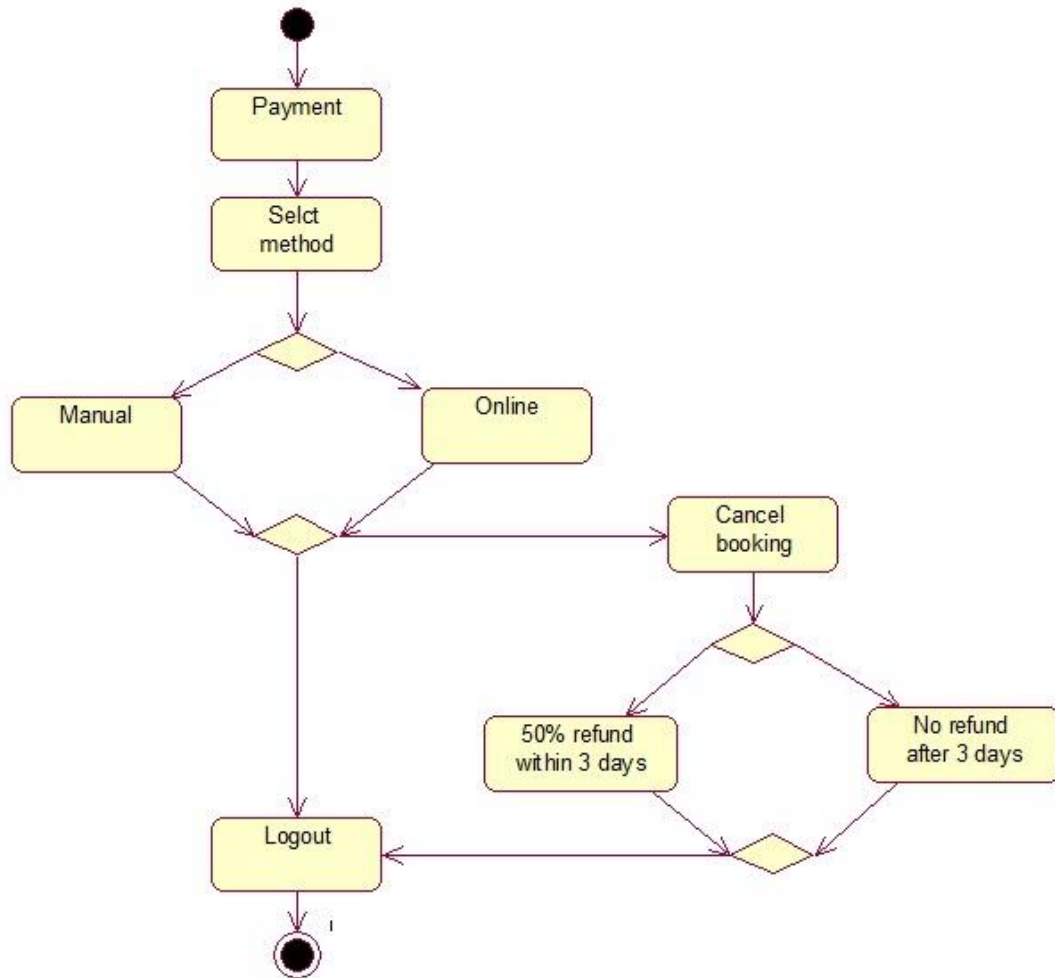 Payment
Selct
method
Manual
Online
Cancel
booking
50% refund
within 3 days
No refund
after 3 days
Logout